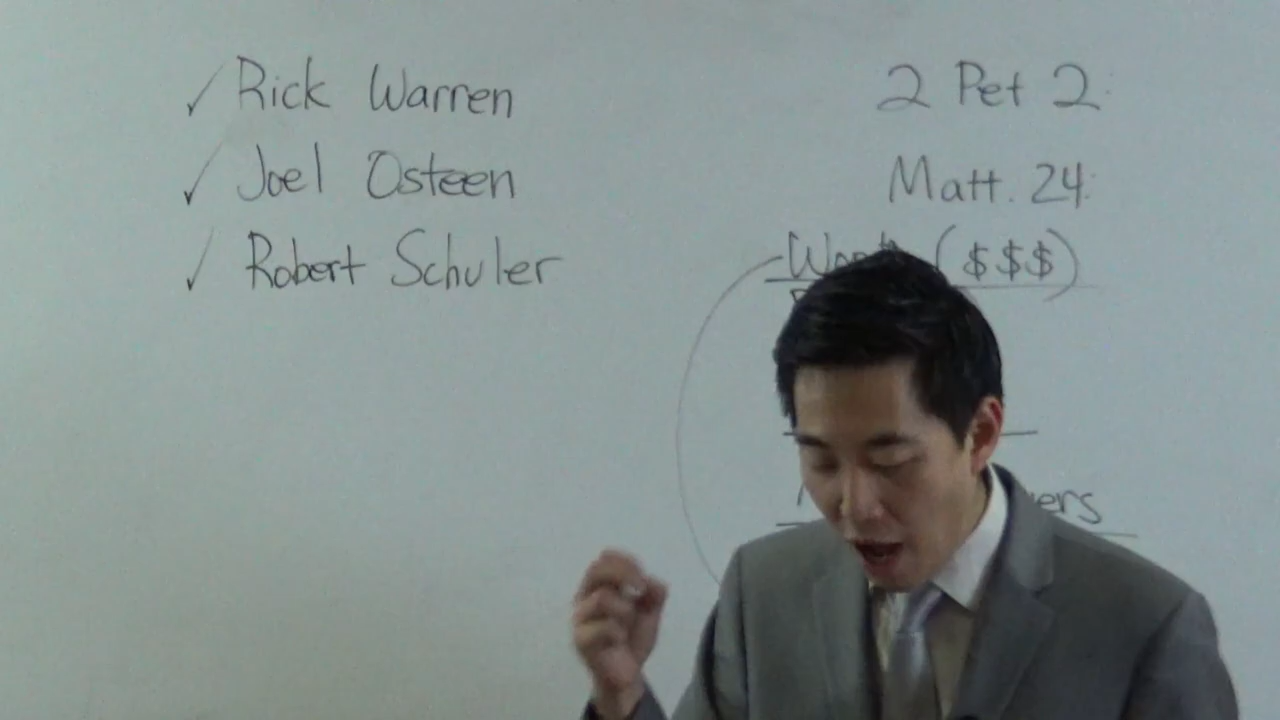 ✓ Rick Warren
✓ Joel Osteen
✓ Robert Schuler
2 Pet 2:
Matt. 24:
($$$)